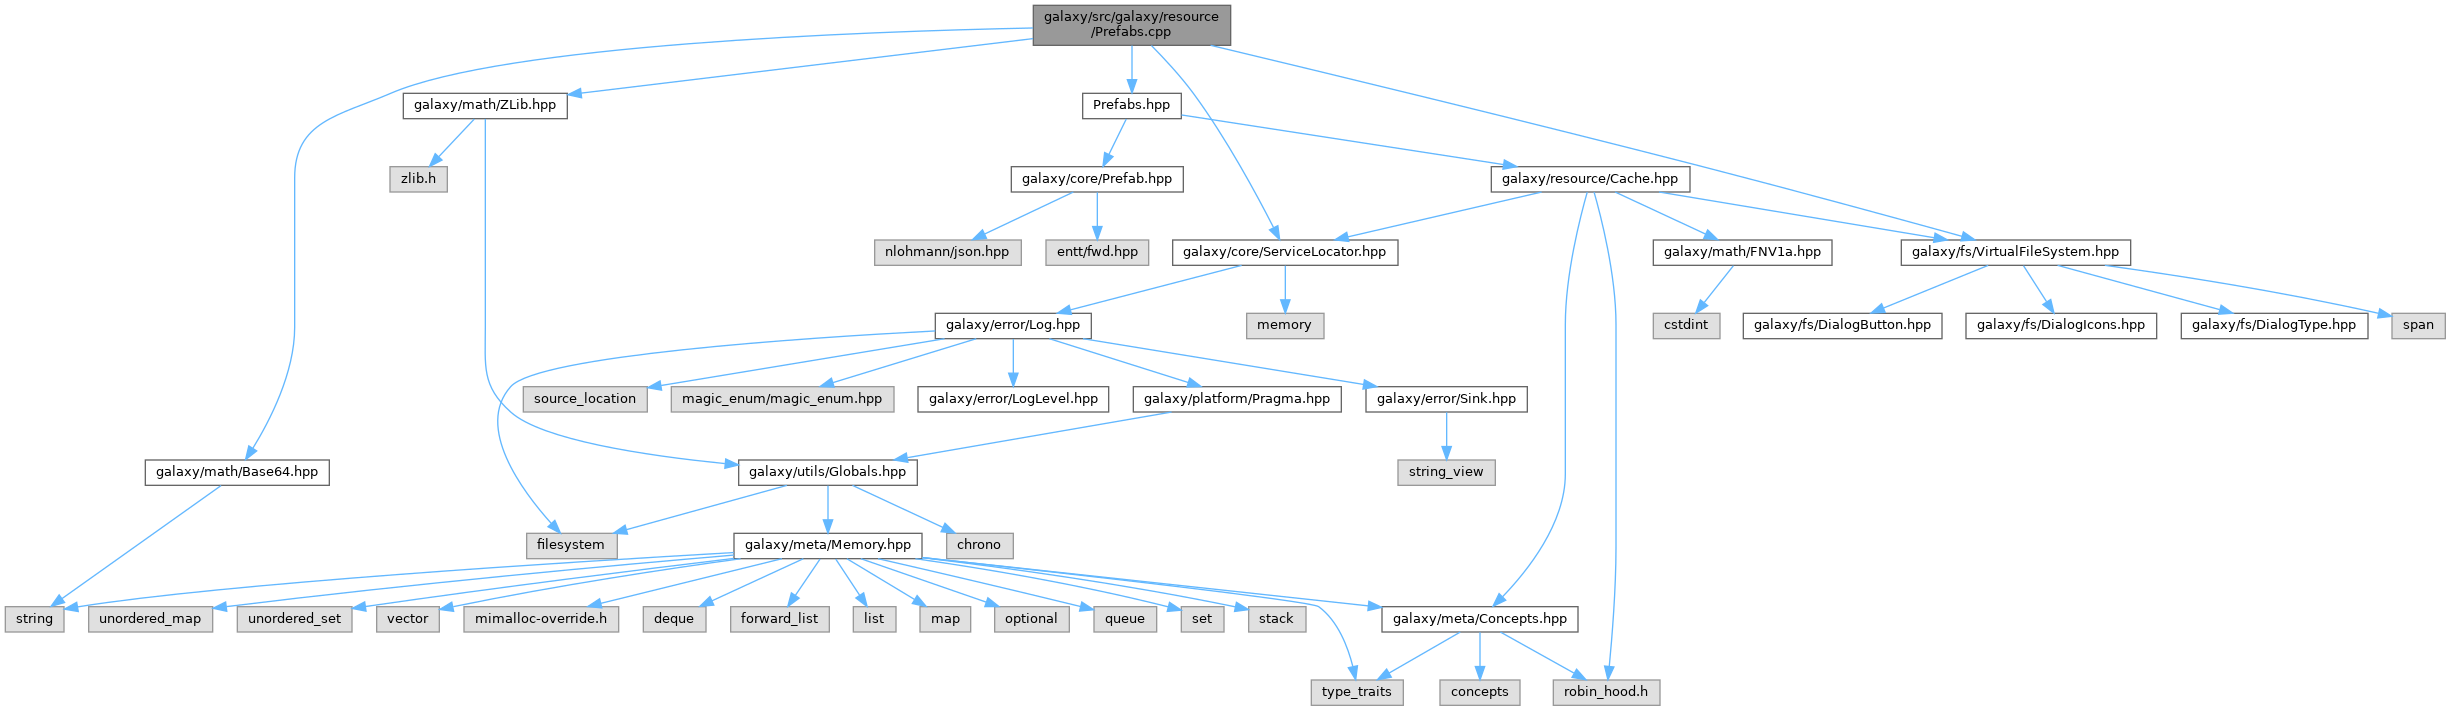 galaxy/src/galaxy/resource
/Prefabs.cpp
galaxy/math/ZLib.hpp
Prefabs.hpp
zlib.h
galaxy/core/Prefab.hpp
galaxy/resource/Cache.hpp
nlohmann/json.hpp
entt/fwd.hpp
galaxy/core/ServiceLocator.hpp
galaxy/math/FNV1a.hpp
galaxy/fs/VirtualFileSystem.hpp
galaxy/error/Log.hpp
memory
cstdint
galaxy/fs/DialogButton.hpp
galaxy/fs/DialogIcons.hpp
galaxy/fs/DialogType.hpp
span
source_location
magic_enum/magic_enum.hpp
galaxy/error/LogLevel.hpp
galaxy/platform/Pragma.hpp
galaxy/error/Sink.hpp
galaxy/math/Base64.hpp
galaxy/utils/Globals.hpp
string_view
filesystem
galaxy/meta/Memory.hpp
chrono
string
unordered_map
unordered_set
vector
mimalloc-override.h
deque
forward_list
list
map
optional
queue
set
stack
galaxy/meta/Concepts.hpp
type_traits
concepts
robin_hood.h